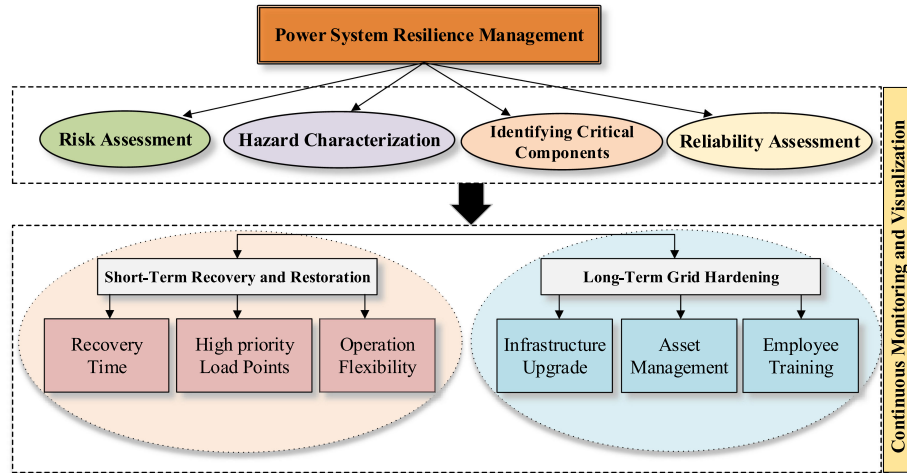 Power System Resilience Management
Risk Assessment
Hazard Characterization
Identifying Critical
Components
Reliability Assessment
Continuous Monitoring and Visualization
Short-Term Recovery and Restoration
Long-Term Grid Hardening
Recovery
Time
High priority
Load Points
Operation
Flexibility
Infrastructure
Upgrade
Asset
Management
Employee
Training